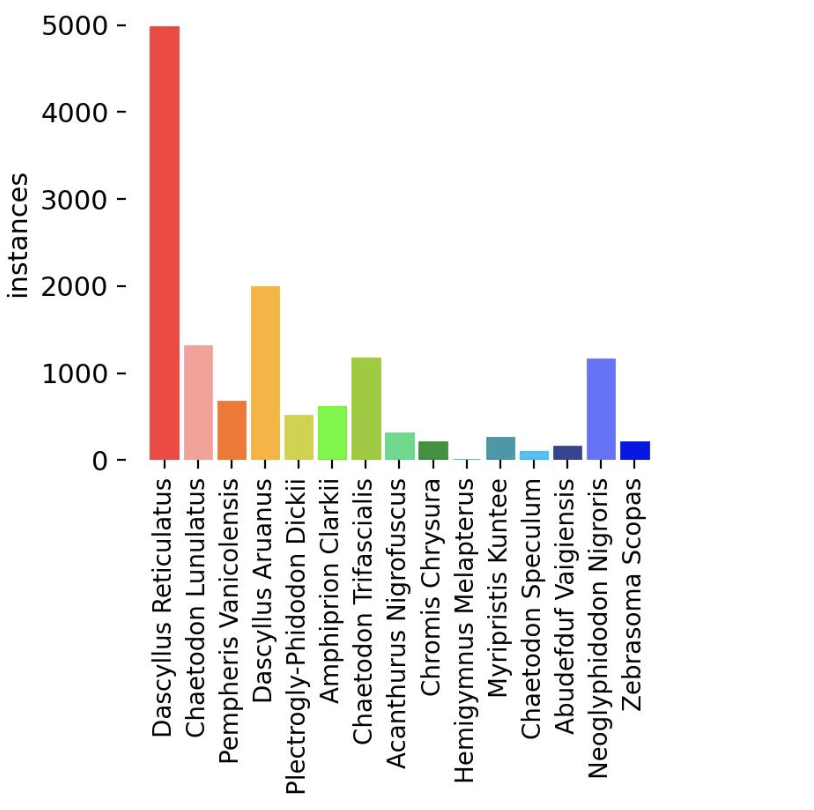 instances
5000
4000
3000
2000
1000
0
Dascyllus Reticulatus
Chaetodon Lunulatus
Pempheris Vanicolensis
Dascyllus Aruanus
Plectrogly-Phidodon Dickii
Amphiprion Clarkii
Chaetodon Trifascialis
Acanthurus Nigrofuscus
Chromis Chrysura
Hemigymnus Melapterus
Myripristis Kuntee
Chaetodon Speculum
Abudefduf Vaigiensis
Neoglyphidodon Nigroris
Zebrasoma Scopas